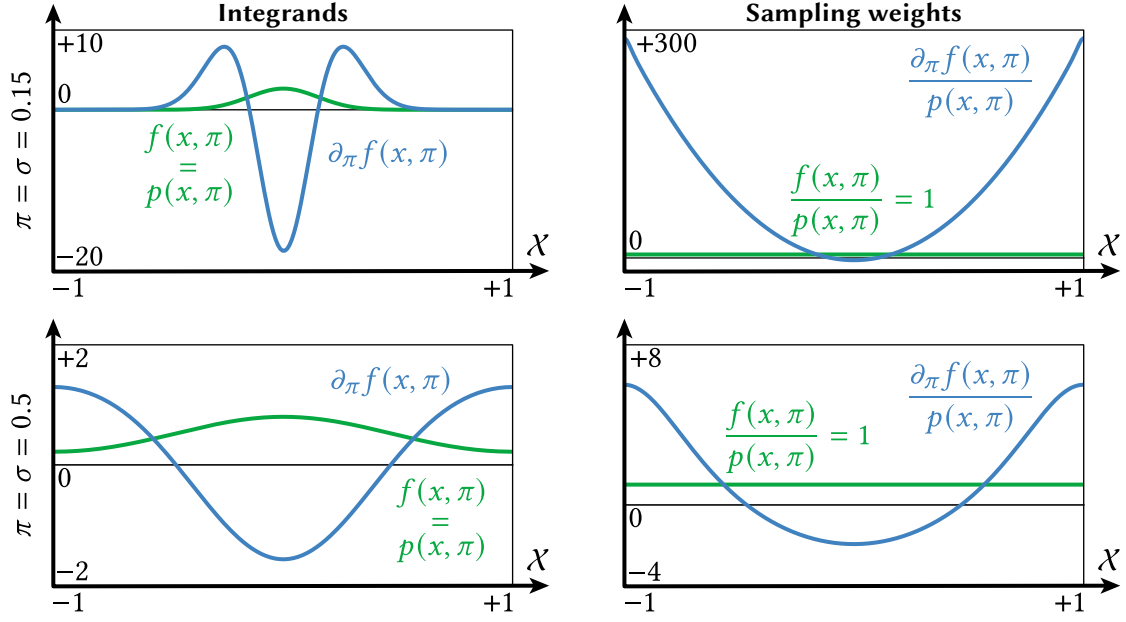 Integrands
Sampling weights
π = σ = 0.15
+10
0
−20
−1
+1
X
f(x, π)
=
p(x, π)
∂πf(x, π)
+300
0
−1
+1
X
∂πf(x, π)
p(x, π)
f(x, π)
p(x, π)
= 1
π = σ = 0.5
+2
0
−2
−1
+1
X
∂πf(x, π)
f(x, π)
=
p(x, π)
+8
0
−4
−1
+1
X
∂πf(x, π)
p(x, π)
f(x, π)
p(x, π)
= 1